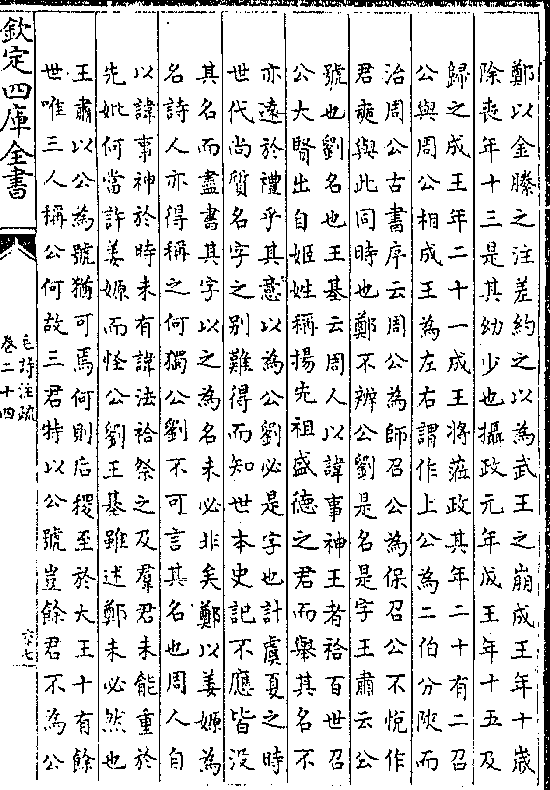 鄭以金縢之注差約之以為武王之崩成王年十歲
除喪年十三是其幼少也攝政元年成王年十五及
歸之成王年二十一成王將蒞政其年二十有二召
公與周公相成王為左右謂作上公為二伯分陜而
治周公古書序云周公為師召公為保召公不悅作
君奭與此同時也鄭不辨公劉是名是字王肅云公
號也劉名也王基云周人以諱事神王者祫百世召
公大賢出自姬姓稱揚先祖盛德之君而舉其名不
亦遠於禮乎其意以為公劉必是字也計虞夏之時
世代尚質名字之別難得而知世本史記不應皆沒
其名而盡書其字以之為名未必非矣鄭以姜嫄為
名詩人亦得稱之何獨公劉不可言其名也周人自
以諱事神於時未有諱法祫祭之及羣君未能重於
先妣何當許姜嫄而怪公劉王基雖述鄭未必然也
王肅以公為號猶可焉何則后稷至於大王十有餘
世唯三人稱公何故三君特以公號豈餘君不為公
欽定四庫全書
毛詩注疏
卷二十四
六七